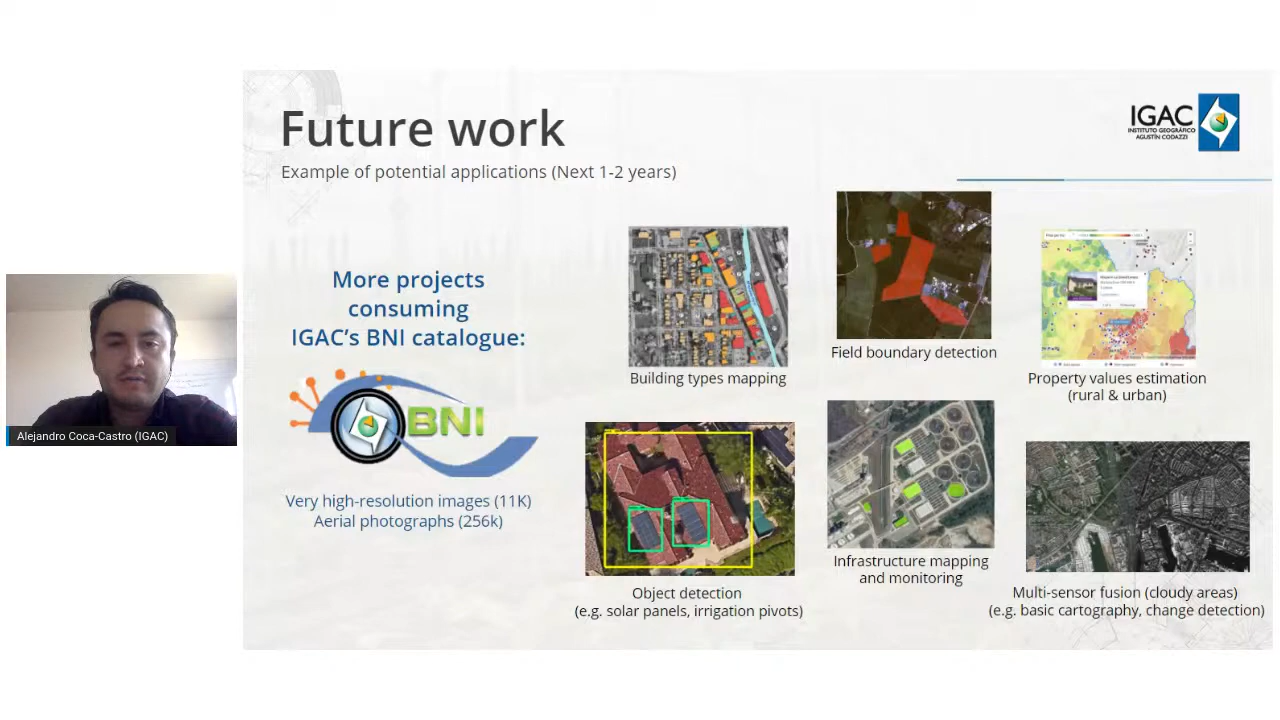 Future work
Example of potential applications (Next 1-2 years)
IGAC
INSTITUTO GEOGRÁFICO
AGUSTÍN CODAZZI
More projects
consuming
IGAC's BNI catalogue:
BNI
Very high-resolution images (11K)
Aerial photographs (256k)
Building types mapping
Field boundary detection
Property values estimation
(rural & urban)
Object detection
(e.g. solar panels, irrigation pivots)
Infrastructure mapping
and monitoring
Multi-sensor fusion (cloudy areas)
(e.g. basic cartography, change detection)
Alejandro Coca-Castro (IGAC)